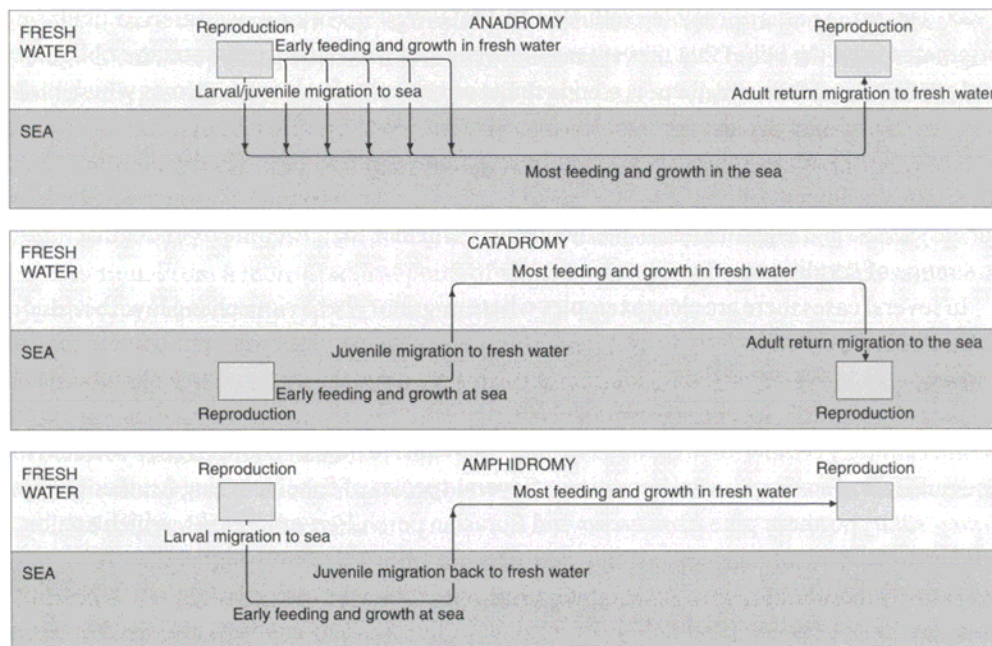 ANADROMY
FRESH
WATER
Reproduction
Early feeding and growth in fresh water
Reproduction
Larval/juvenile migration to sea
Adult return migration to fresh water
SEA
Most feeding and growth in the sea
CATADROMY
FRESH
WATER
Most feeding and growth in fresh water
SEA
Juvenile migration to fresh water
Adult return migration to the sea
Early feeding and growth at sea
Reproduction
Reproduction
AMPHIDROMY
FRESH
WATER
Reproduction
Most feeding and growth in fresh water
Reproduction
Larval migration to sea
SEA
Juvenile migration back to fresh water
Early feeding and growth at sea